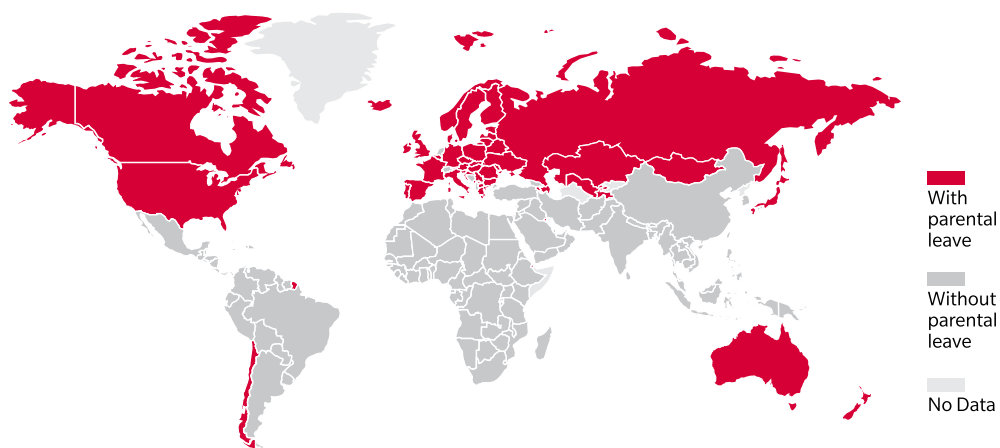 With
parental
leave
Without
parental
leave
No Data